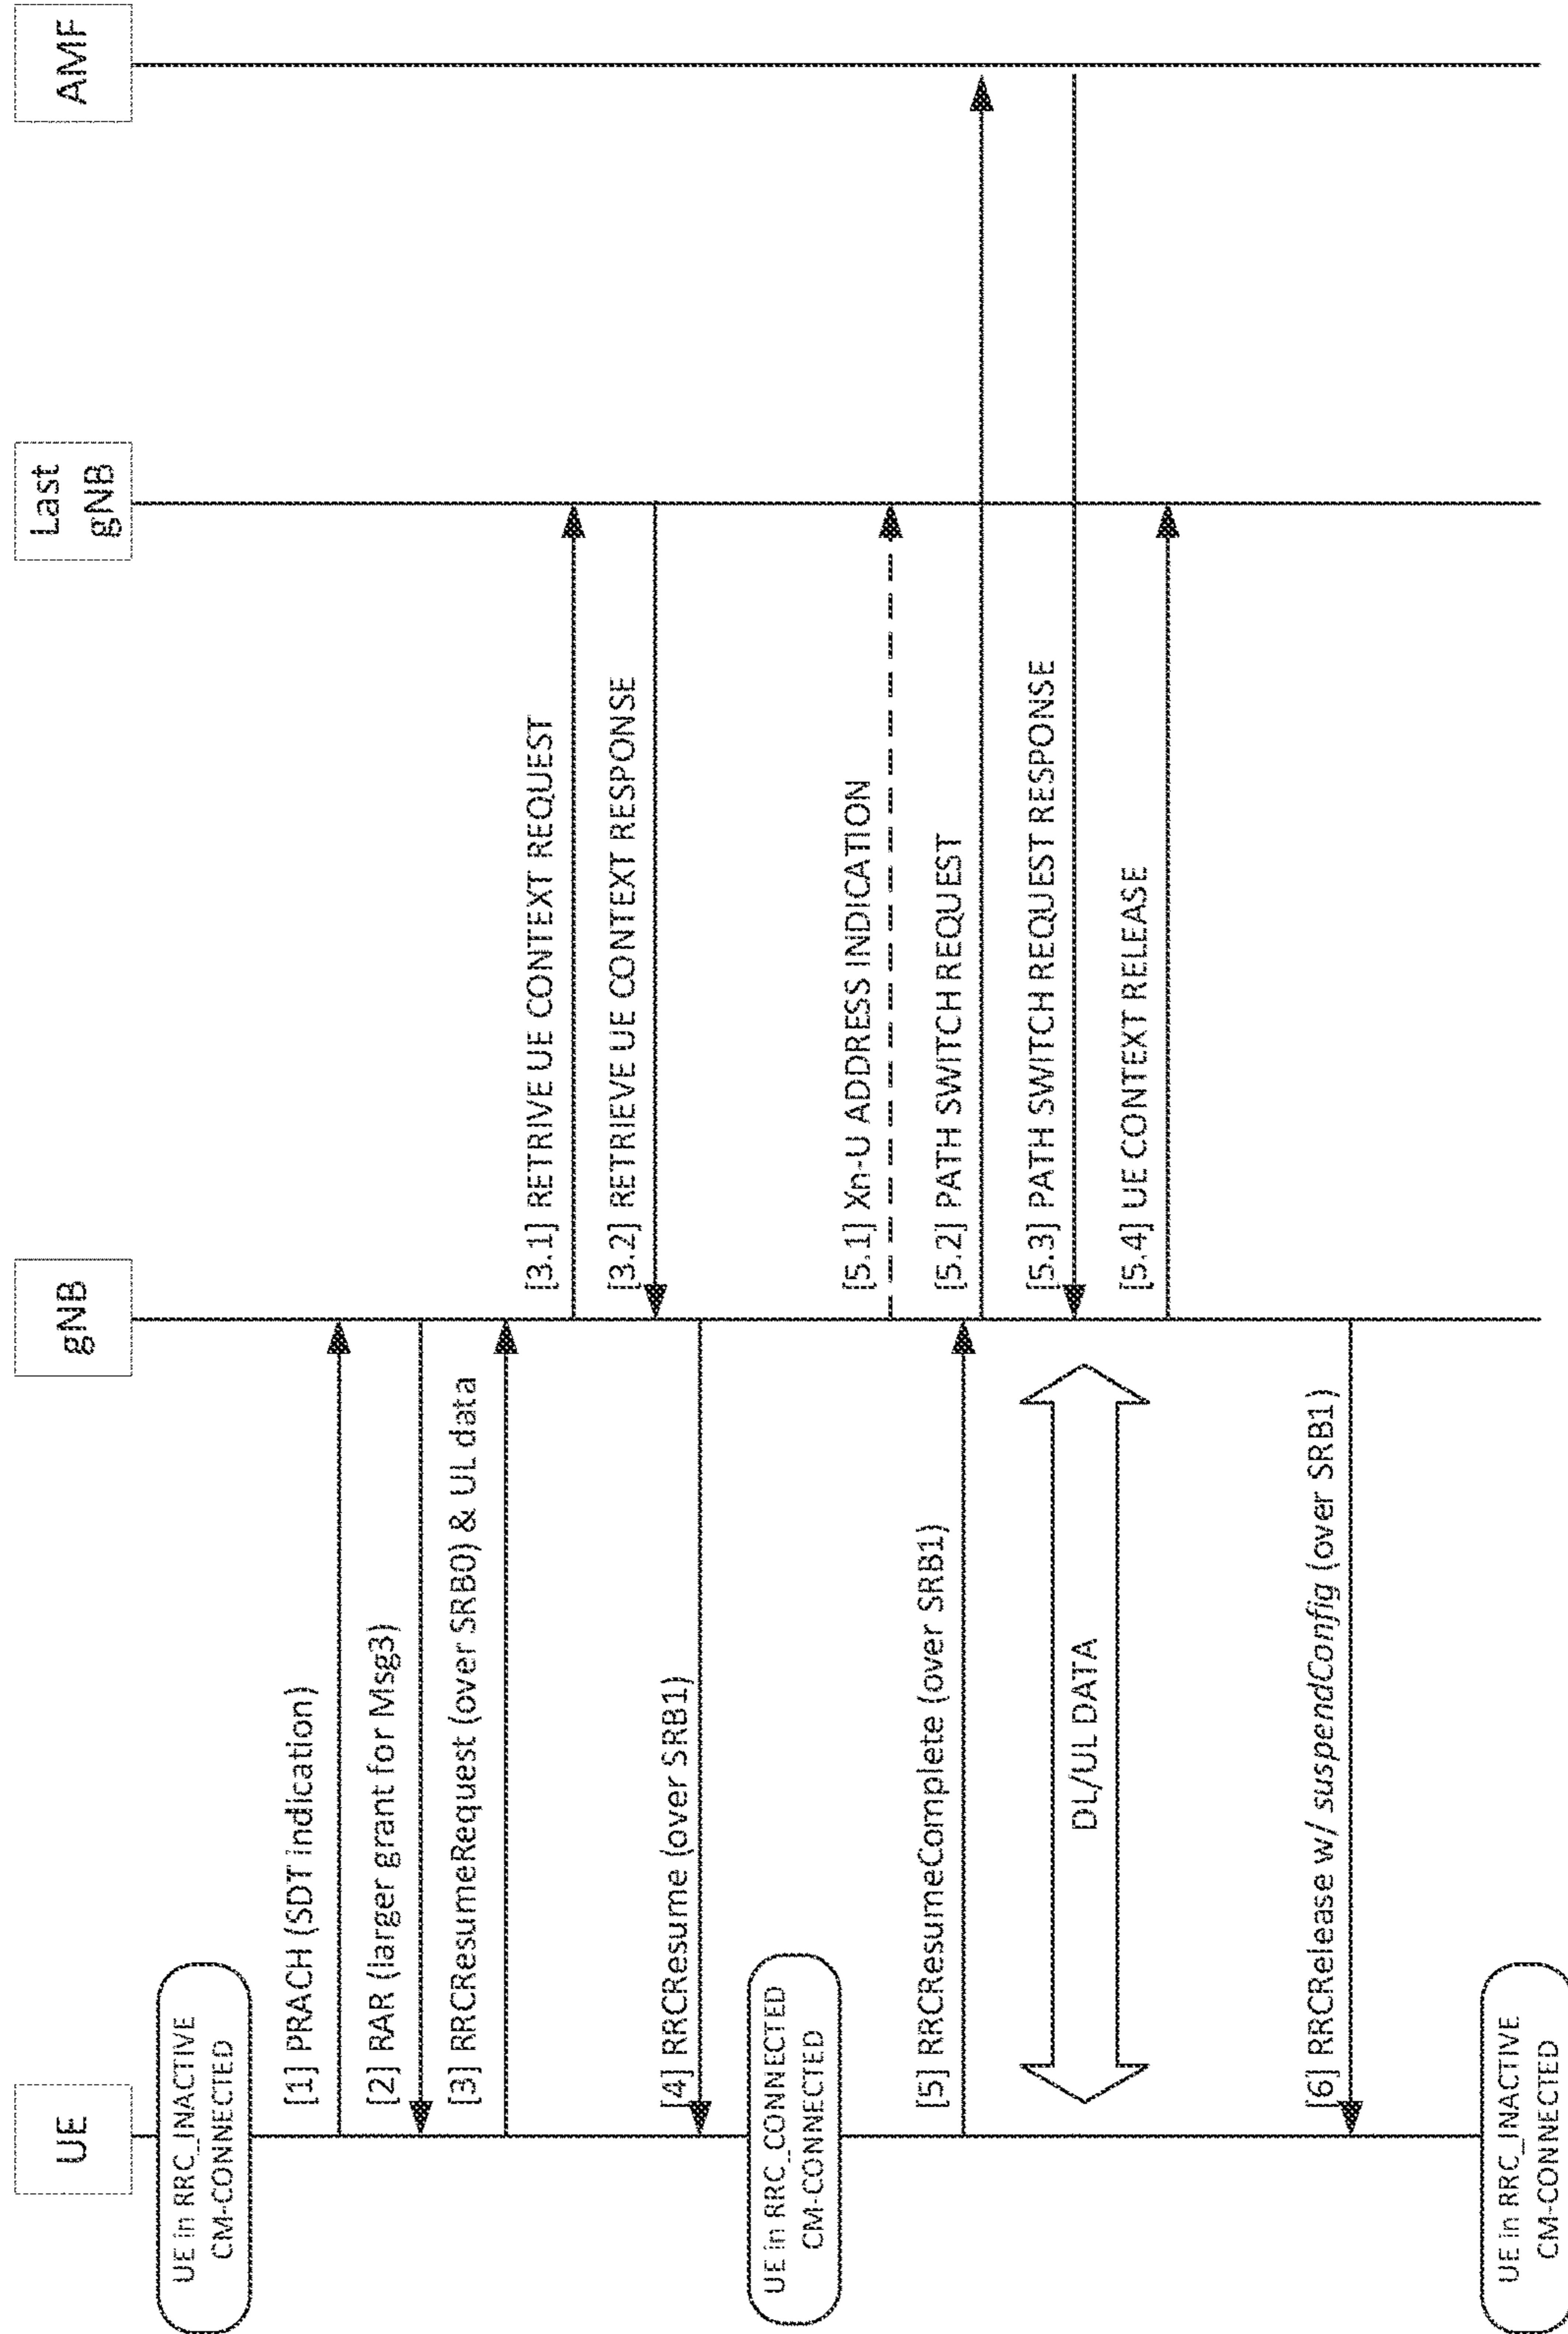 UE
gNB
Last
gNB
AMF
UE in RRC_INACTIVE
CM-CONNECTED
[1] PRACH (SDT indication)
[2] RAR (larger grant for Msg3)
[3] RRCResumeRequest (over SRB0) & UL data
[3.1] RETRIVE UE CONTEXT REQUEST
[3.2] RETRIEVE UE CONTEXT RESPONSE
[4] RRCResume (over SRB1)
UE in RRC_CONNECTED
CM-CONNECTED
[5.1] Xn-U ADDRESS INDICATION
[5] RRCResumeComplete (over SRB1)
[5.2] PATH SWITCH REQUEST
[5.3] PATH SWITCH REQUEST RESPONSE
DL/UL DATA
[5.4] UE CONTEXT RELEASE
[6] RRCRelease w/ suspendConfig (over SRB1)
UE in RRC_INACTIVE
CM-CONNECTED